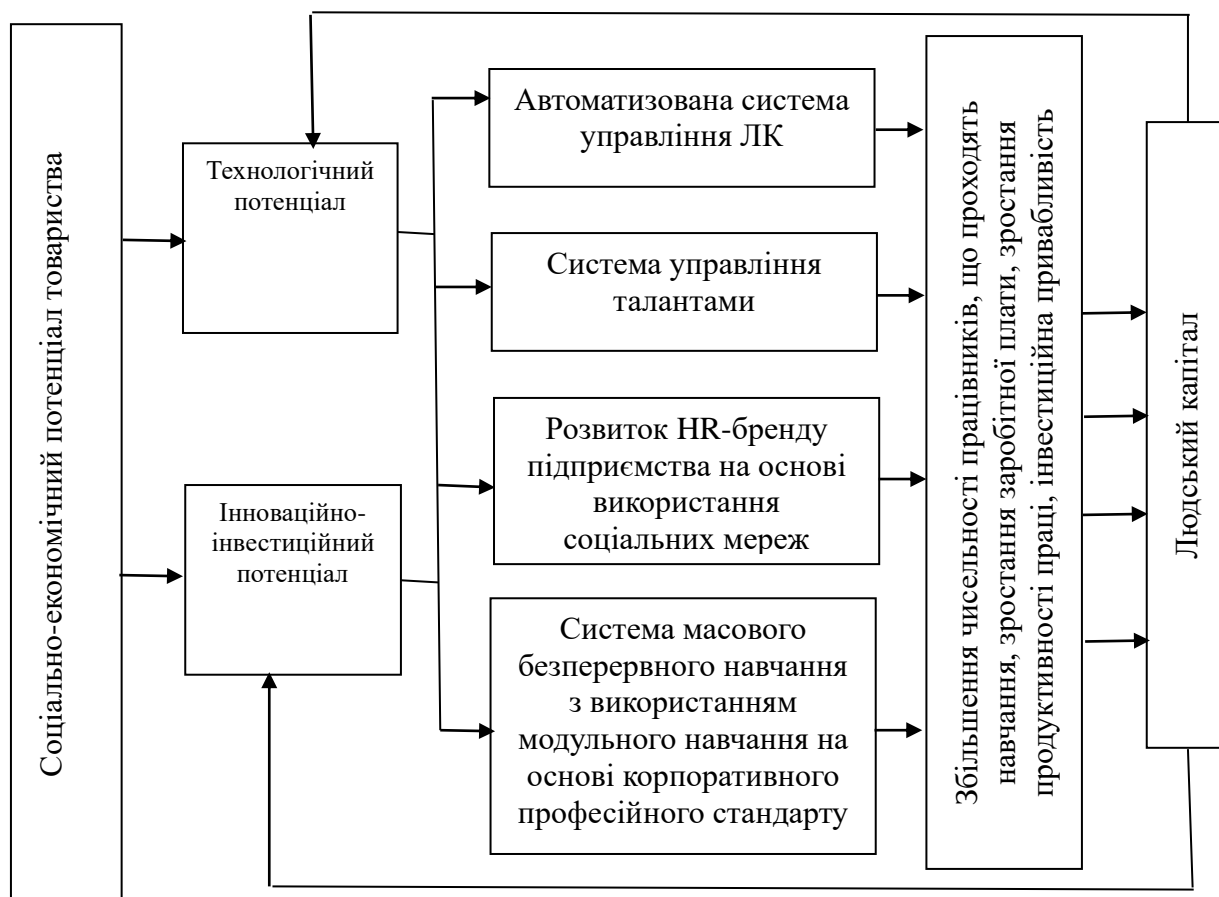 Соціально-економічний потенціал товариства
Технологічний
потенціал
Інноваційно-
інвестиційний
потенціал
Автоматизована система
управління ЛК
Система управління
талантами
Розвиток HR-бренду
підприємства на основі
використання
соціальних мереж
Система масового
безперервного навчання
з використанням
модульного навчання на
основі корпоративного
професійного стандарту
Збільшення чисельності працівників, що проходять
навчання, зростання заробітної плати, зростання
продуктивності праці, інвестиційна привабливість
Людський капітал